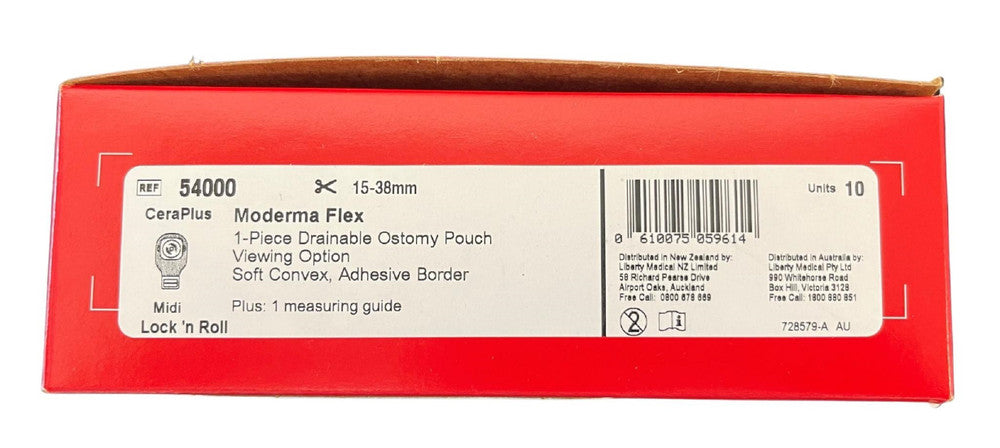 REF 54000 15-38mm
CeraPlus Moderma Flex
1-Piece Drainable Ostomy Pouch
Viewing Option
Soft Convex, Adhesive Border
Midi Plus: 1 measuring guide
Lock 'n Roll
Units 10
0 610075 059614
Distributed in New Zealand by:
Liberty Medical NZ Limited
58 Richard Pearse Drive
Airport Oaks, Auckland
Free Call: 0800 678 669
Distributed in Australia by:
Liberty Medical Pty Ltd
990 Whitehorse Road
Box Hill, Victoria 3128
Free Call: 1800 880 851
2
i
728579-A AU